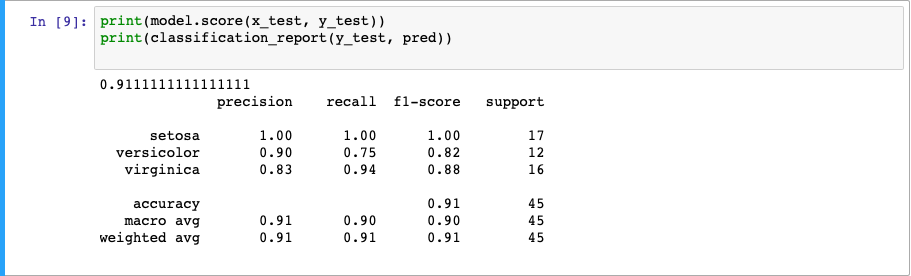 In [9]: print(model.score(x_test, y_test))
print(classification_report(y_test, pred))
0.9111111111111111
precision recall f1-score support
setosa 1.00 1.00 1.00 17
versicolor 0.90 0.75 0.82 12
virginica 0.83 0.94 0.88 16
accuracy 0.91 45
macro avg 0.91 0.90 0.90 45
weighted avg 0.91 0.91 0.91 45